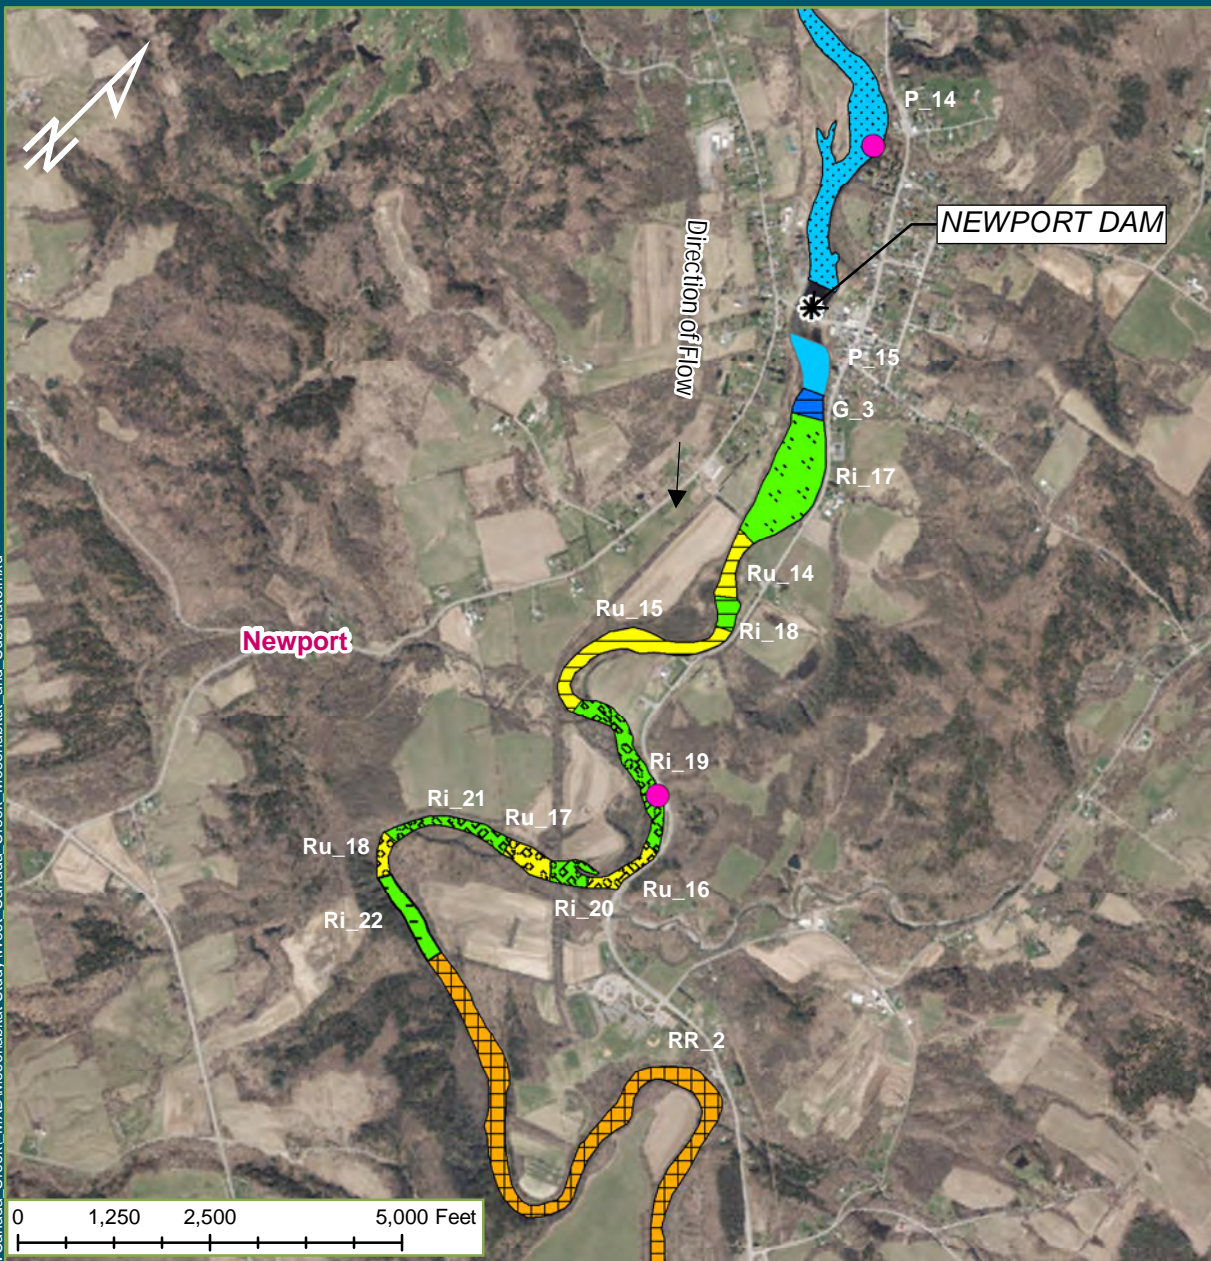 N
P_14
NEWPORT DAM
Direction of Flow
P_15
G_3
Ri_17
Ru_14
Ru_15
Ri_18
Newport
Ri_19
Ri_21
Ru_17
Ru_18
Ru_16
Ri_20
Ri_22
RR_2
0 1,250 2,500 5,000 Feet